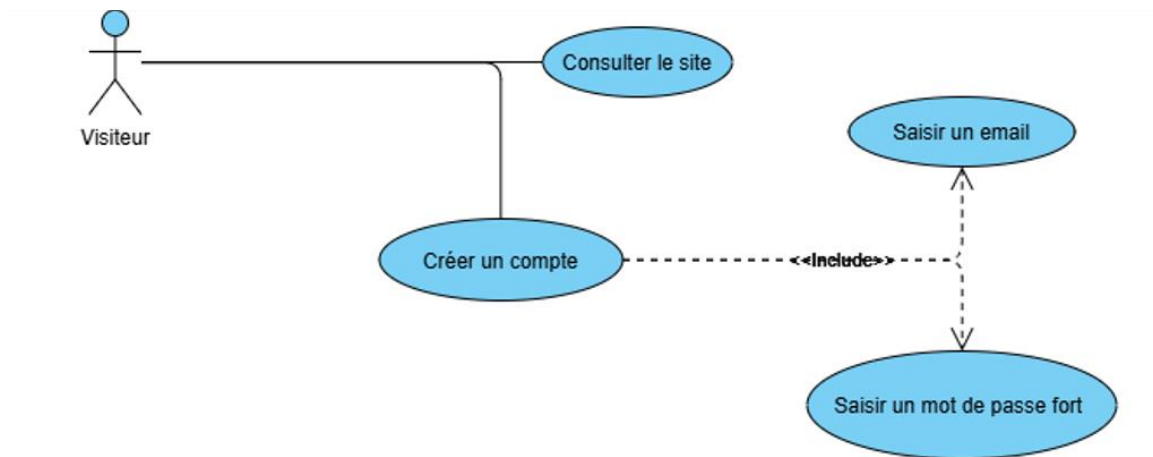 Consulter le site
Visiteur
Saisir un email
Créer un compte
<<Include>>
Saisir un mot de passe fort